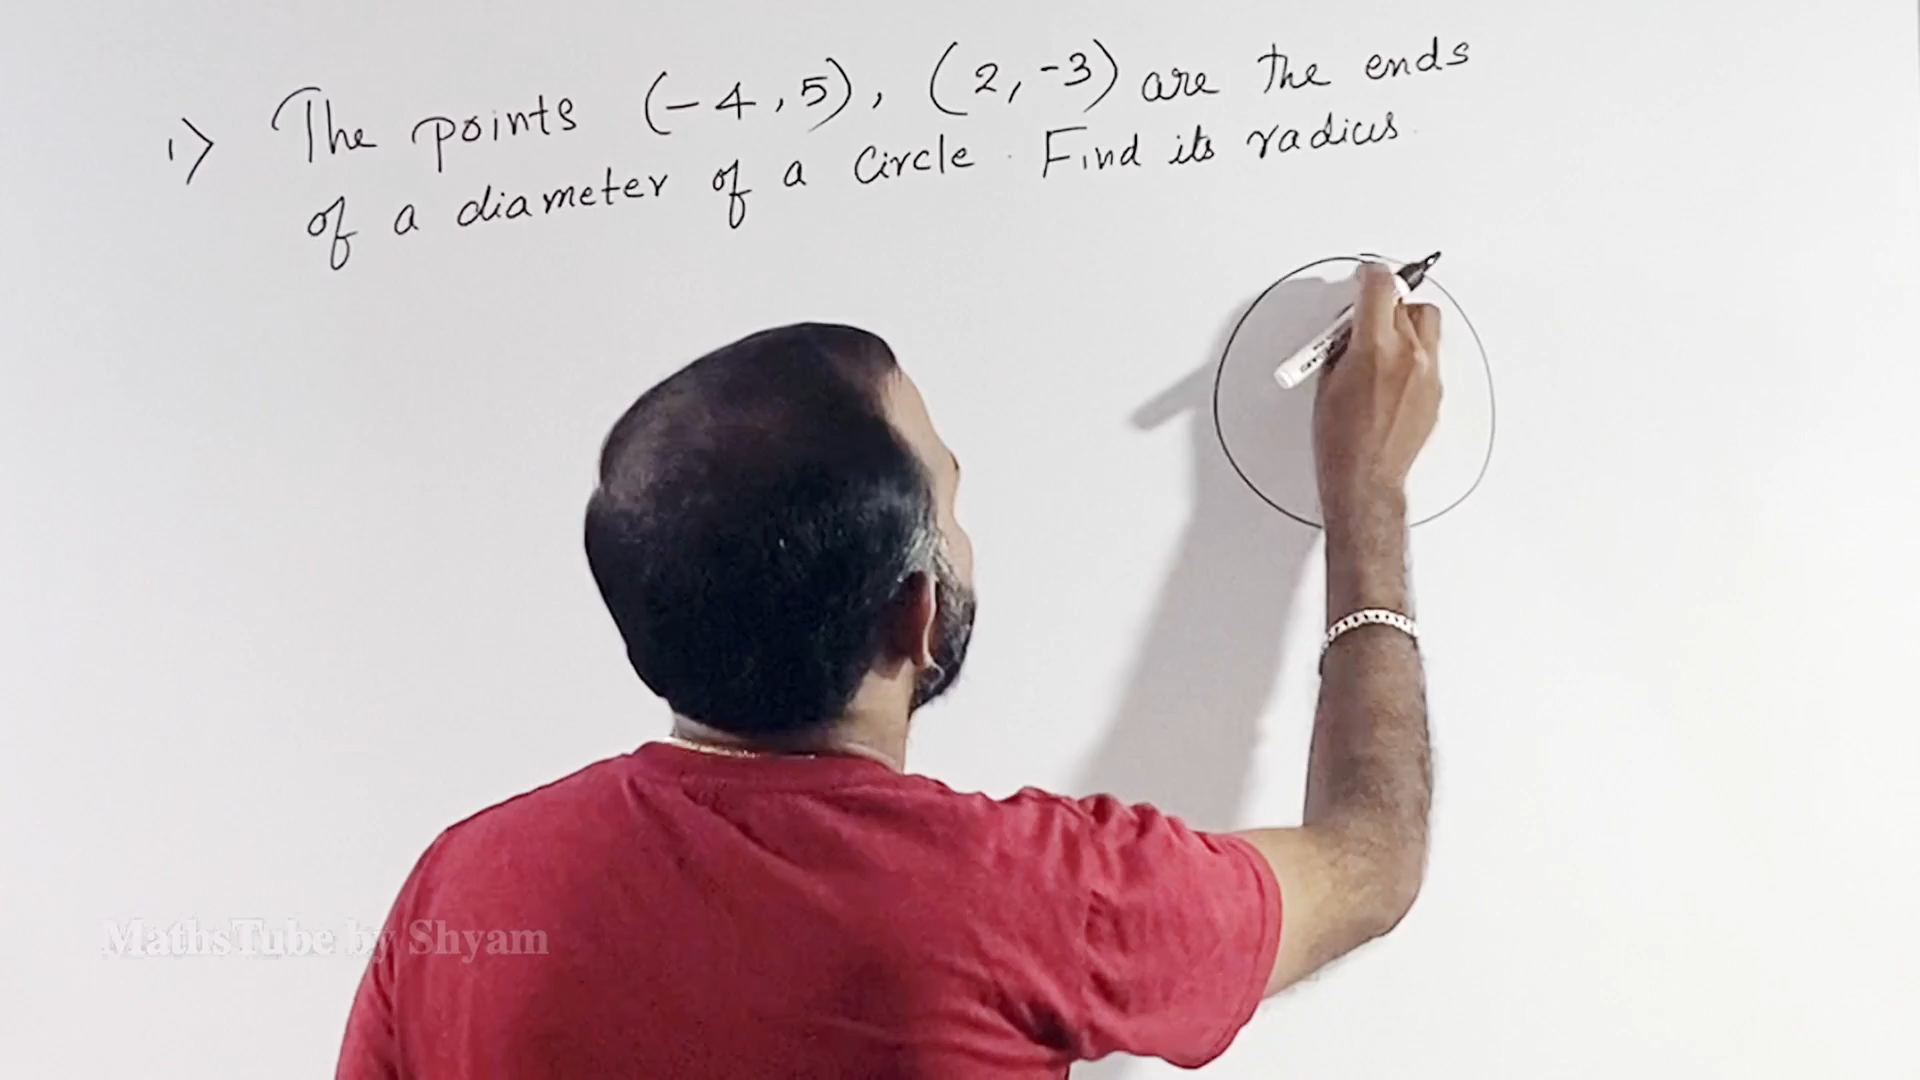 1) The points (-4,5), (2,-3) are the ends
of a diameter of a Circle. Find its radius
MathsTube by Shyam